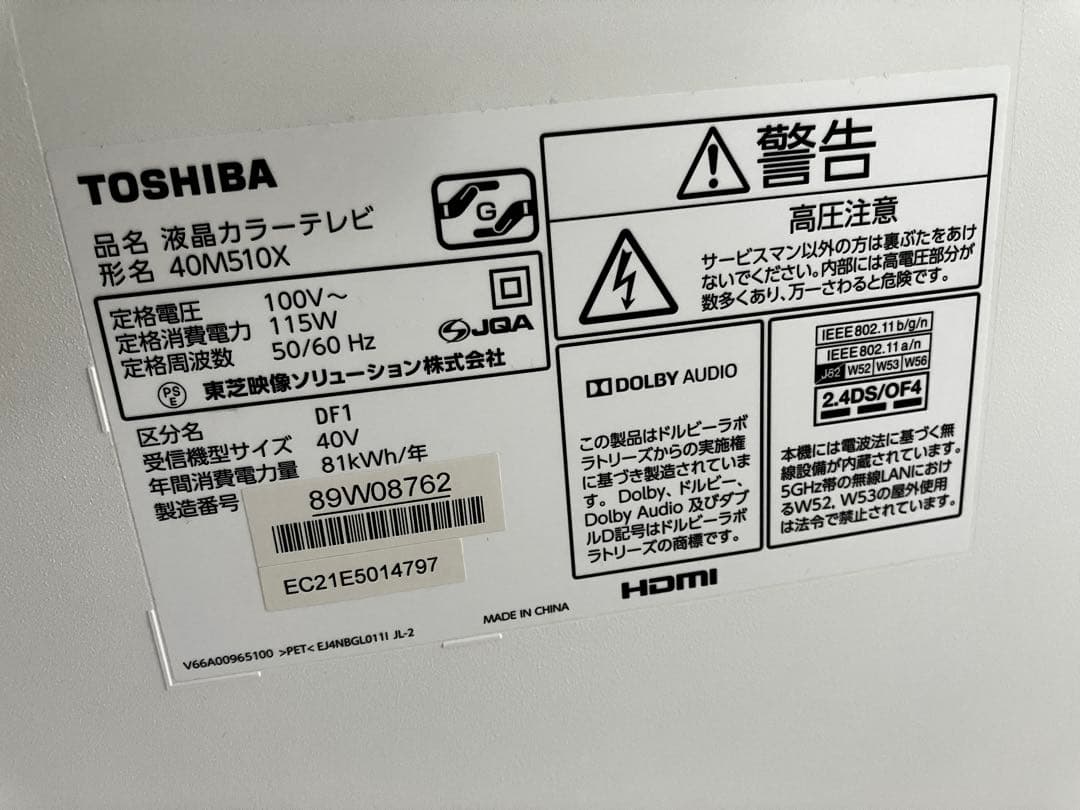 TOSHIBA
品名 液晶カラーテレビ
形名 40M510X
G
定格電圧 100V～
定格消費電力 115W
定格周波数 50/60 Hz
JQA
PS
E
東芝映像ソリューション株式会社
区分名 DF1
受信機型サイズ 40V
年間消費電力量 81kWh/年
製造番号
89W08762
EC21E5014797
V66A00965100 >PET< EJ4NBGL011I JL-2
MADE IN CHINA
警告
高圧注意
サービスマン以外の方は裏ぶたをあけ
ないでください。内部には高電圧部分が
数多くあり、万一さわると危険です。
DOLBY AUDIO
この製品はドルビーラボ
ラトリーズからの実施権
に基づき製造されていま
す。Dolby、ドルビー、
Dolby Audio 及びダブ
ルD記号はドルビーラボ
ラトリーズの商標です。
HDMI
IEEE802.11b/g/n
IEEE802.11a/n
J52 W52 W53 W56
2.4DS/OF4
本機には電波法に基づく無
線設備が内蔵されています。
5GHz帯の無線LANにおけ
るW52、W53の屋外使用
は法令で禁止されています。